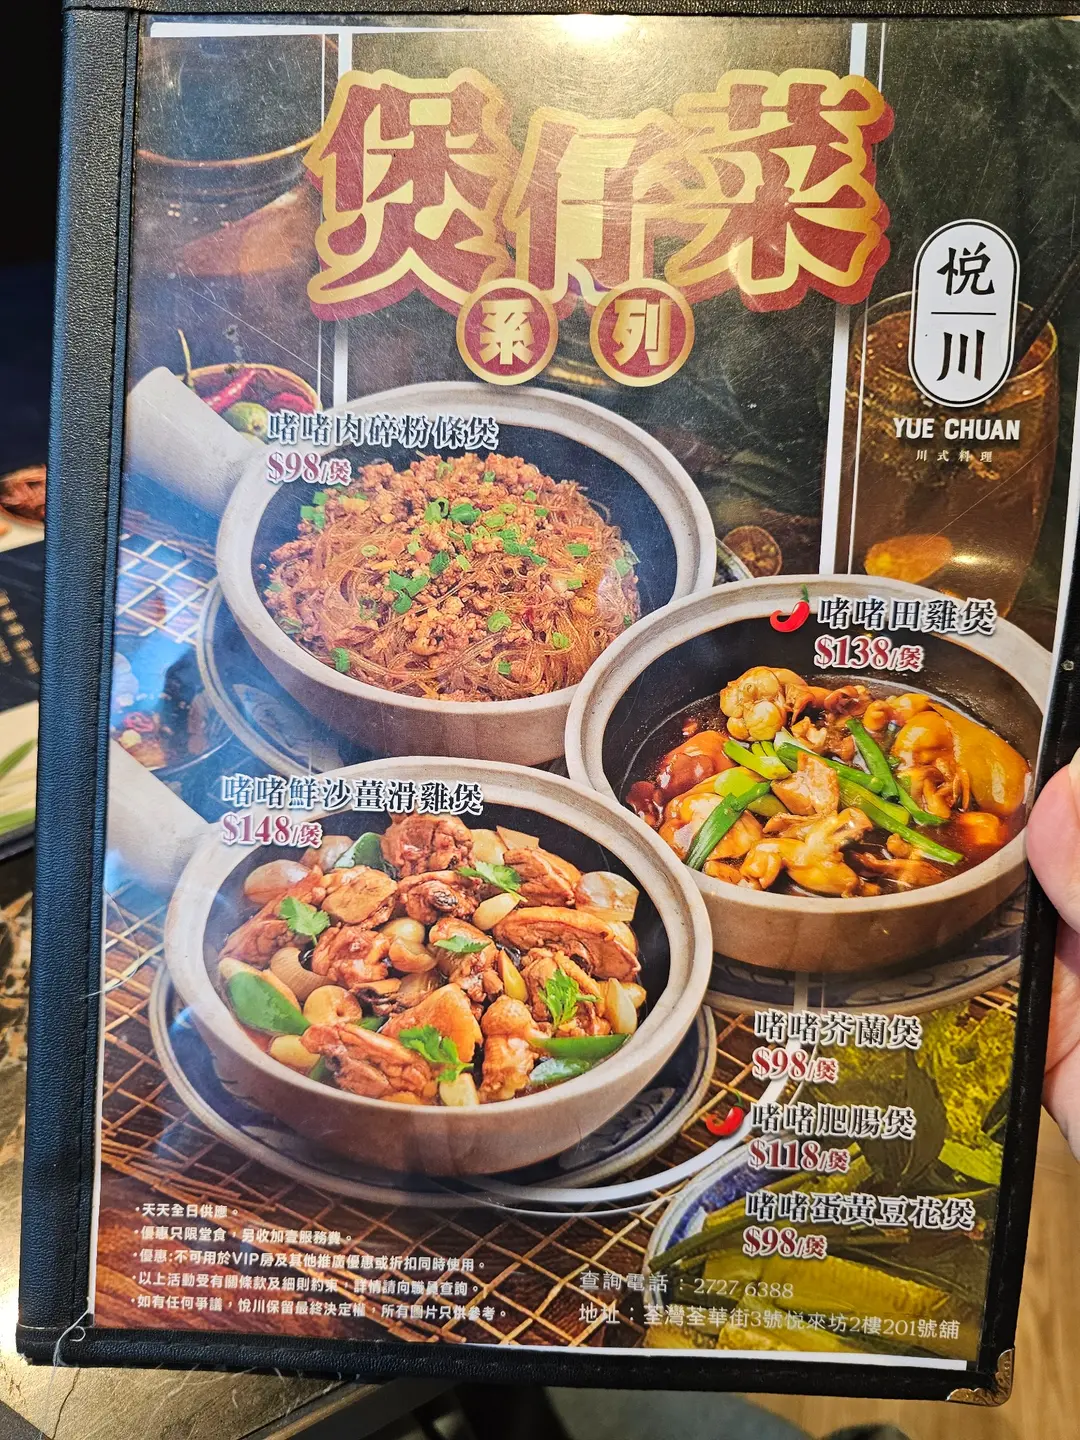 煲仔菜
系列
悦川
YUE CHUAN
川式料理
啫啫肉碎粉條煲
$98/煲
啫啫田雞煲
$138/煲
啫啫鮮沙薑滑雞煲
$148/煲
啫啫芥蘭煲
$98/煲
啫啫肥腸煲
$118/煲
啫啫蛋黃豆花煲
$98/煲
·天天全日供應。
·優惠只限堂食，另收加壹服務費。
·優惠:不可用於VIP房及其他推廣優惠或折扣同時使用。
·以上活動受有關條款及細則約束，詳情請向職員查詢。
·如有任何爭議，悅川保留最終決定權，所有圖片只供參考。
查詢電話：2727 6388
地址：荃灣荃華街3號悅來坊2樓201號舖